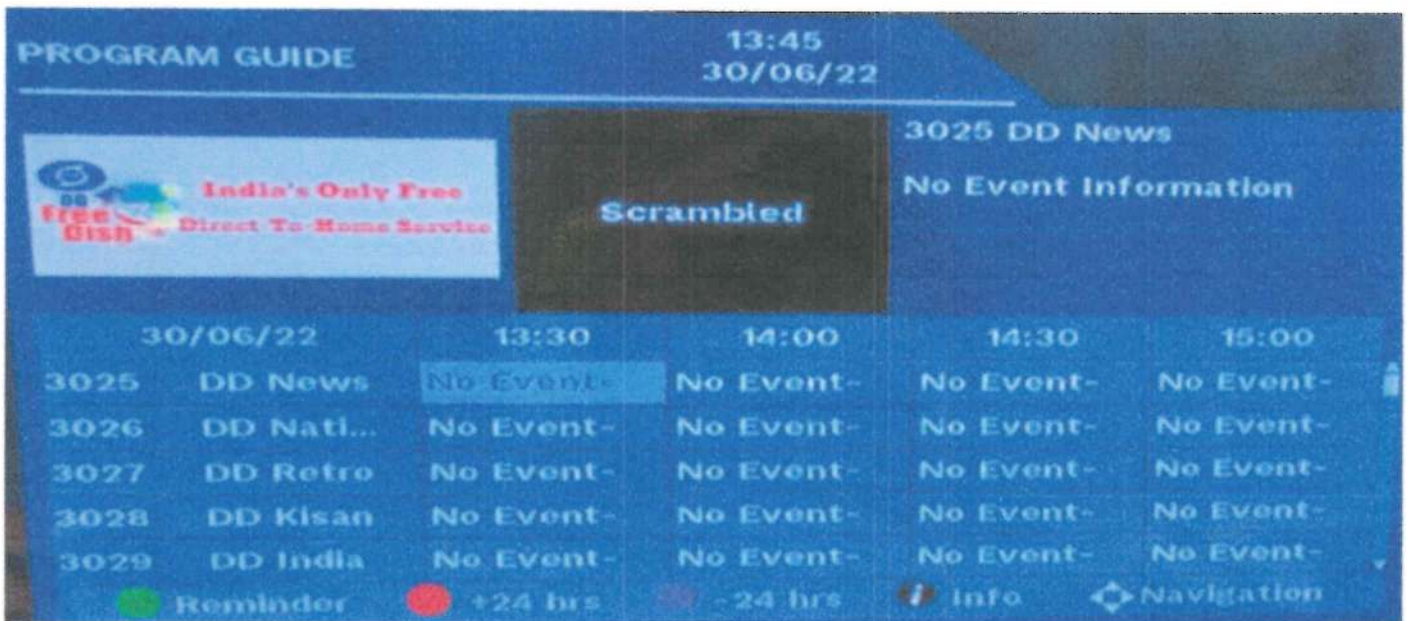 PROGRAM GUIDE
13:45
30/06/22
Free Dish
India's Only Free
Direct To Home Service
Scrambled
3025 DD News
No Event Information
30/06/22 13:30 14:00 14:30 15:00
3025 DD News No Event- No Event- No Event- No Event-
3026 DD Nati... No Event- No Event- No Event- No Event-
3027 DD Retro No Event- No Event- No Event- No Event-
3028 DD Kisan No Event- No Event- No Event- No Event-
3029 DD India No Event- No Event- No Event- No Event-
Reminder +24 hrs -24 hrs i Info Navigation